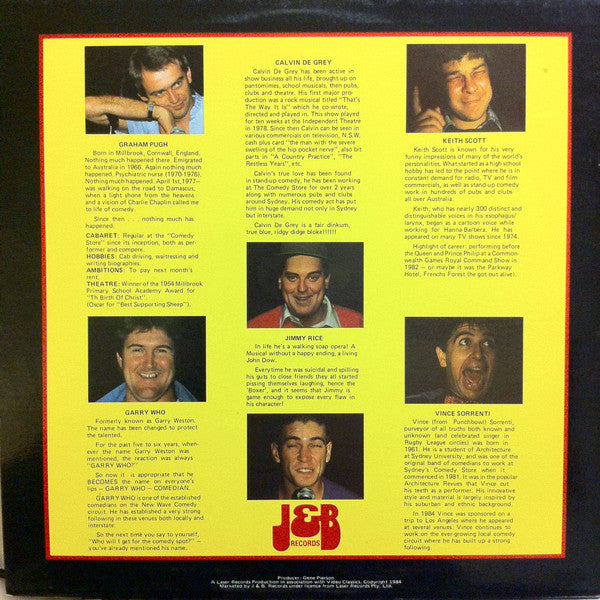 GRAHAM PUGH
Born in Millbrook, Cornwall, England.
Nothing much happened there. Emigrated
to Australia in 1966. Again nothing much
happened. Psychiatric nurse (1970-1976).
Nothing much happened. April 1st, 1977—
was walking on the road to Damascus,
when a light phone from the heavens
and a vision of Charlie Chaplin called me
to life of comedy.
Since then . . . nothing much has
happened.
CABARET: Regular at the "Comedy
Store" since its inception, both as per-
former and compere.
HOBBIES: Cab driving, waitressing and
writing biographies.
AMBITIONS: To pay next month's
rent.
THEATRE: Winner of the 1954 Millbrook
Primary School Academy Award for
"Th Birth Of Christ".
(Oscar for "Best Supporting Sheep").
GARRY WHO
Formerly known as Garry Weston.
The name has been changed to protect
the talented.
For the past five to six years, when-
ever the name Garry Weston was
mentioned, the reaction was always
"GARRY WHO?"
So now it is appropriate that he
BECOMES the name on everyone's
lips — GARRY WHO — COMEDIAN.
GARRY WHO is one of the established
comedians on the New Wave Comedy
circuit. He has established a very strong
following in these venues both locally and
interstate.
So the next time you say to yourself,
"Who will I get for the comedy spot?" —
you've already mentioned his name.
CALVIN DE GREY
Calvin De Grey has been active in
show business all his life, brought up on
pantomimes, school musicals, then pubs,
clubs and theatre. His first major pro-
duction was a rock musical titled "That's
The Way It Is" which he co-wrote,
directed and played in. This show played
for ten weeks at the Independent Theatre
in 1978. Since then Calvin can be seen in
various commercials on television, N.S.W.
cash plus card "the man with the severe
swelling of the hip pocket nerve", also bit
parts in "A Country Practice", "The
Restless Years", etc.
Calvin's true love has been found
in stand-up comedy, he has been working
at The Comedy Store for over 2 years
along with numerous pubs and clubs
around Sydney. His comedy act has put
him in huge demand not only in Sydney
but interstate.
Calvin De Grey is a fair dinkum,
true blue, ridgy didge bloke!!!!!!
JIMMY RICE
In life he's a walking soap opera! A
Musical without a happy ending, a living
John Dow.
Everytime he was suicidal and spilling
his guts to close friends they all started
pissing themselves laughing, hence the
'Boxer', and it seems that Jimmy is
game enough to expose every flaw in
his character!
J&B
RECORDS
KEITH SCOTT
Keith Scott is known for his very
funny impressions of many of the world's
personalities. What started as a high school
hobby has led to the point where he is in
constant demand for radio, TV and film
commercials, as well as stand-up comedy
work in hundreds of pubs and clubs
all over Australia.
Keith, who has nearly 300 distinct and
distinguishable voices in his esophagus/
larynx, began as a cartoon voice while
working for Hanna Barbera. He has
appeared on many TV shows since 1974.
Highlight of career: performing before
the Queen and Prince Philip at a Common-
wealth Games Royal Command Show in
1982 — or maybe it was the Parkway
Hotel, Frenchs Forest (he got out alive).
VINCE SORRENTI
Vince (from Punchbowl) Sorrenti,
purveyor of all truths both known and
unknown (and celebrated singer in
Rugby League circles) was born in
1961. He is a student of Architecture
at Sydney University, and was one of the
original band of comedians to work at
Sydney's Comedy Store when it
commenced in 1981. It was in the popular
Architecture Revues that Vince cut
his teeth as a performer. His innovative
style and material is largely inspired by
his suburban and ethnic background.
In 1984 Vince was sponsored on a
trip to Los Angeles where he appeared
at several venues. Vince continues to
work on the ever growing local comedy
circuit where he has built up a strong
following.
Producer: Gene Pierson
A Laser Records Production in association with Video Classics. Copyright 1984
Marketed by J & B. Records under licence from Laser Records Pty. Ltd.